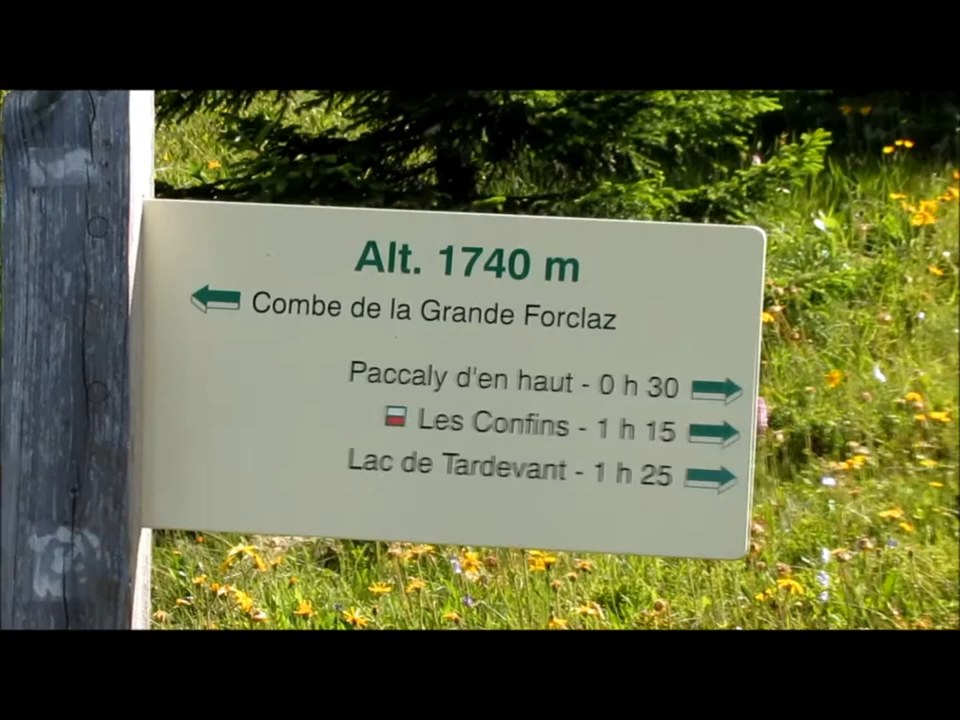 Alt. 1740 m
Combe de la Grande Forclaz
Paccaly d'en haut - 0 h 30
Les Confins - 1 h 15
Lac de Tardevant - 1 h 25